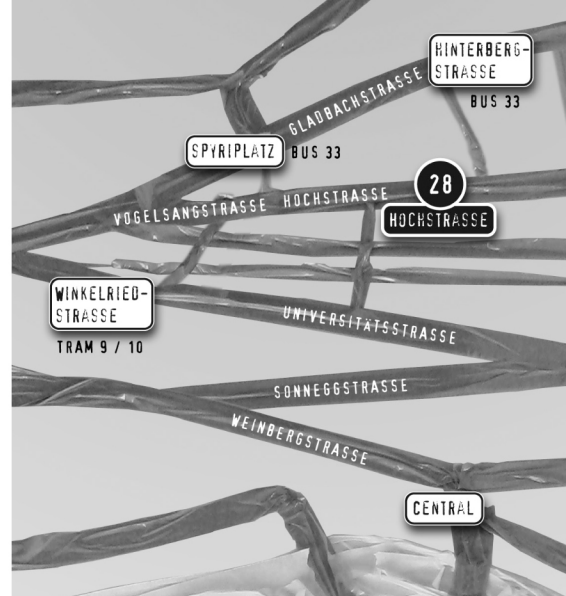 HINTERBERG-
STRASSE
BUS 33
GLADBACHSTRASSE
SPYRIPLATZ
BUS 33
28
HOCHSTRASSE
VOGELSANGSTRASSE
HOCHSTRASSE
WINKELRIED-
STRASSE
TRAM 9 / 10
UNIVERSITÄTSSTRASSE
SONNEGGSTRASSE
WEINBERGSTRASSE
CENTRAL